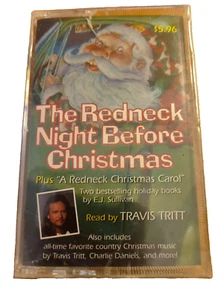 $5.96
The Redneck
Night Before
Christmas
Plus "A Redneck Christmas Carol"
Two bestselling holiday books
by E.J. Sullivan
Read by TRAVIS TRITT
Also includes
all-time favorite country Christmas music
by Travis Tritt, Charlie Daniels, and more!